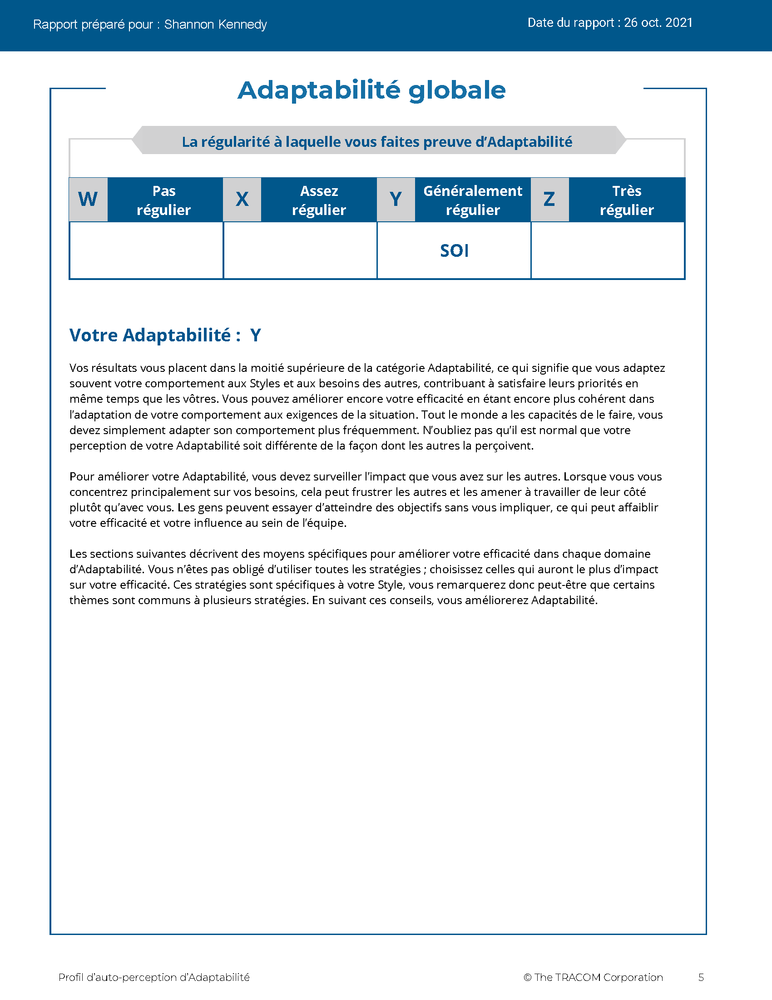 Rapport préparé pour : Shannon Kennedy
Date du rapport : 26 oct. 2021
Adaptabilité globale
La régularité à laquelle vous faites preuve d’Adaptabilité
W Pas régulier X Assez régulier Y Généralement régulier Z Très régulier
SOI
Votre Adaptabilité : Y
Vos résultats vous placent dans la moitié supérieure de la catégorie Adaptabilité, ce qui signifie que vous adaptez
souvent votre comportement aux Styles et aux besoins des autres, contribuant à satisfaire leurs priorités en
même temps que les vôtres. Vous pouvez améliorer encore votre efficacité en étant encore plus cohérent dans
l’adaptation de votre comportement aux exigences de la situation. Tout le monde a les capacités de le faire, vous
devez simplement adapter son comportement plus fréquemment. N’oubliez pas qu’il est normal que votre
perception de votre Adaptabilité soit différente de la façon dont les autres la perçoivent.
Pour améliorer votre Adaptabilité, vous devez surveiller l’impact que vous avez sur les autres. Lorsque vous vous
concentrez principalement sur vos besoins, cela peut frustrer les autres et les amener à travailler de leur côté
plutôt qu’avec vous. Les gens peuvent essayer d’atteindre des objectifs sans vous impliquer, ce qui peut affaiblir
votre efficacité et votre influence au sein de l’équipe.
Les sections suivantes décrivent des moyens spécifiques pour améliorer votre efficacité dans chaque domaine
d’Adaptabilité. Vous n’êtes pas obligé d’utiliser toutes les stratégies ; choisissez celles qui auront le plus d’impact
sur votre efficacité. Ces stratégies sont spécifiques à votre Style, vous remarquerez donc peut-être que certains
thèmes sont communs à plusieurs stratégies. En suivant ces conseils, vous améliorerez Adaptabilité.
Profil d’auto-perception d’Adaptabilité
© The TRACOM Corporation 5